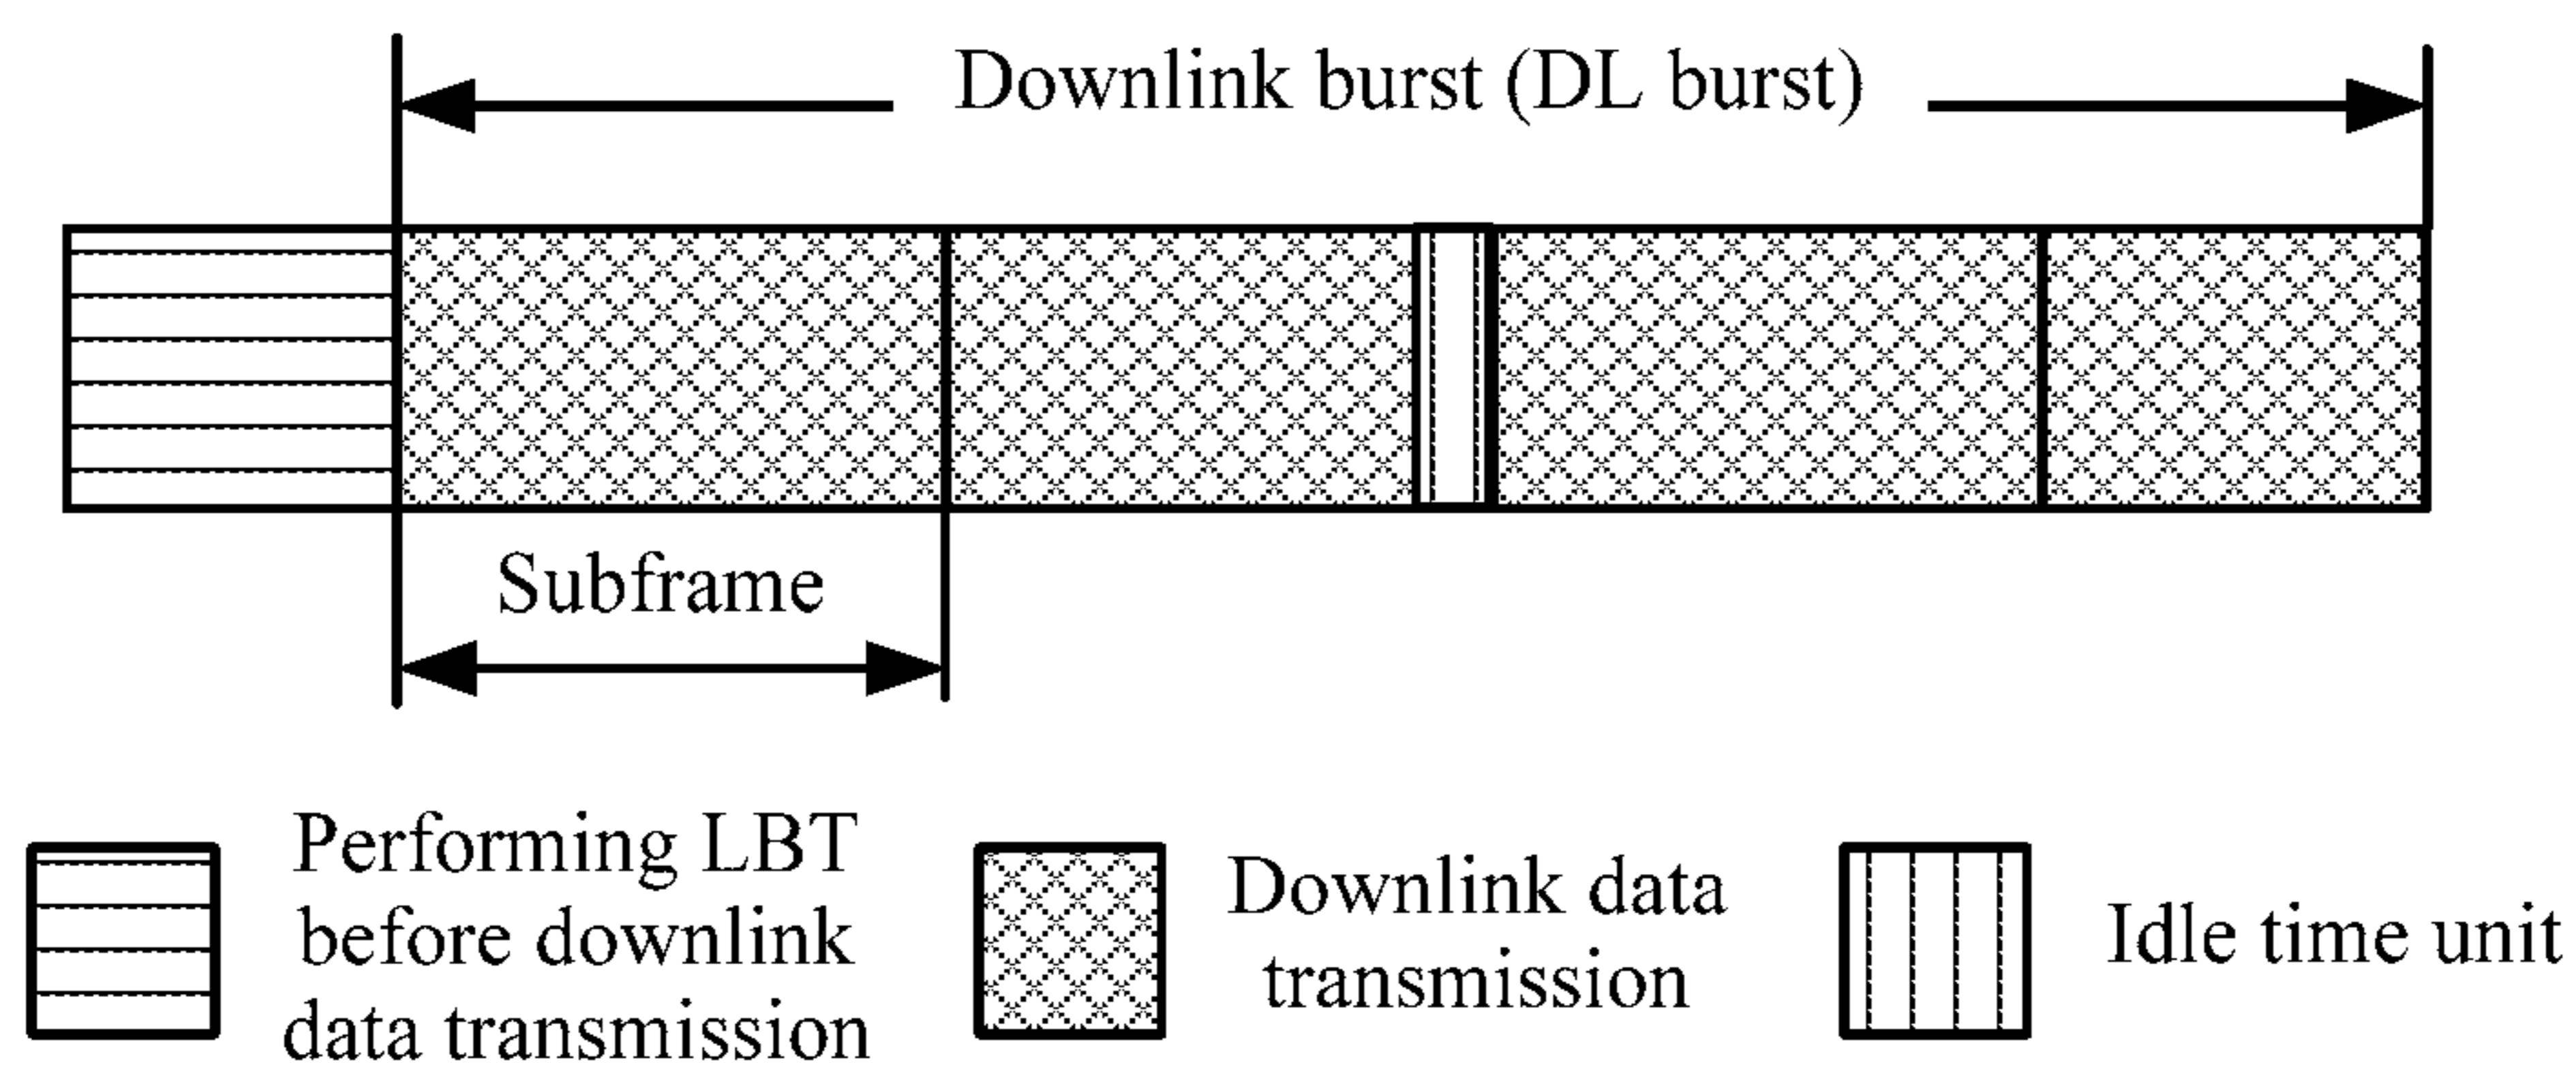 Downlink burst (DL burst)
Subframe
Performing LBT
before downlink
data transmission
Downlink data
transmission
Idle time unit